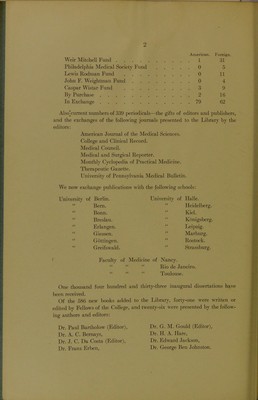 2
American. Foreign.
Weir Mitchell Fund 1 31
Philadelphia Medical Society Fund 0 5
Lewis Rodman Fund 0 11
John F. Weightman Fund 0 4
Caspar Wistar Fund 5 9
By Purchase 2 16
In Exchange 79 82
Also current numbers of 330 periodicals—the gifts of editors and publishers,
and the exchanges of the following journals presented to the Library by the
editors:
American Journal of the Medical Sciences.
College and Clinical Record.
Medical Council.
Medical and Surgical Reporter.
Monthly Cyclopædia of Practical Medicine.
Therapeutic Gazette.
University of Pennsylvania Medical Bulletin.
We now exchange publications with the following schools:
University of Berlin. University of Halle.
" Bern. " Heidelberg.
" Bonn. " Kiel.
" Breslau. " Königsberg.
" Erlangen. " Leipzig.
" Giessen. " Marburg.
" Göttingen. " Rostock.
" Greifswald. " Strassburg.
Faculty of Medicine of Nancy.
" " " Rio de Janeiro.
" " " Toulouse.
One thousand four hundred and thirty-three inaugural dissertations have
been received.
Of the 566 new books added to the Library, forty-one were written or
edited by Fellows of the College, and twenty-six were presented by the follow-
ing authors and editors:
Dr. Paul Bartholow (Editor), Dr. G. M. Gould (Editor),
Dr. A. C. Bernays, Dr. H. A. Hare,
Dr. J. C. Da Costa (Editor), Dr. Edward Jackson,
Dr. Franz Erben, Dr. George Ben Johnston.